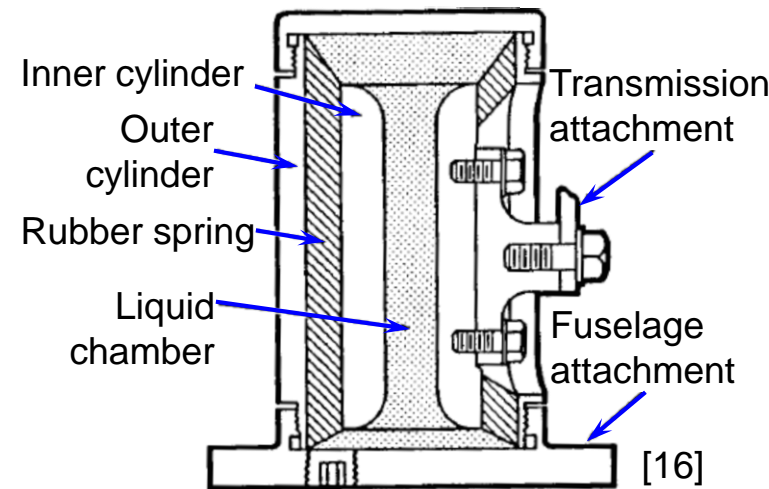 Inner cylinder
Outer
cylinder
Rubber spring
Liquid
chamber
Transmission
attachment
Fuselage
attachment
[16]